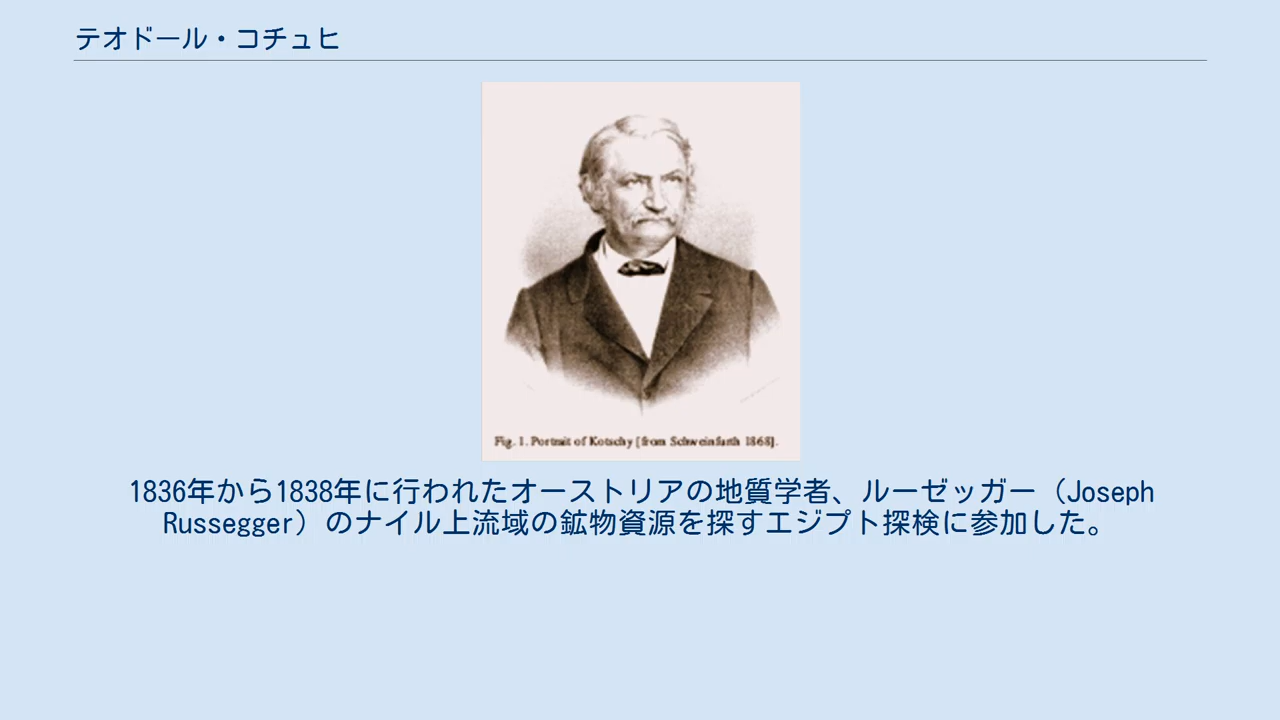 テオドール・コチュヒ
Fig. 1. Portrait of Kotschy [from Schweinfurth 1868].
1836年から1838年に行われたオーストリアの地質学者、ルーゼッガー（Joseph
Russegger）のナイル上流域の鉱物資源を探すエジプト探検に参加した。